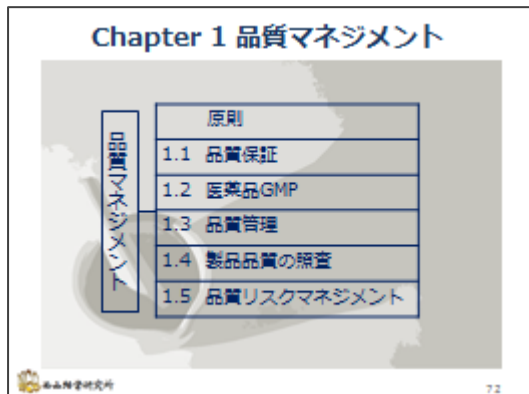 Chapter 1 品質マネジメント
品質マネジメント
原則
1.1 品質保証
1.2 医薬品GMP
1.3 品質管理
1.4 製品品質の照査
1.5 品質リスクマネジメント
72